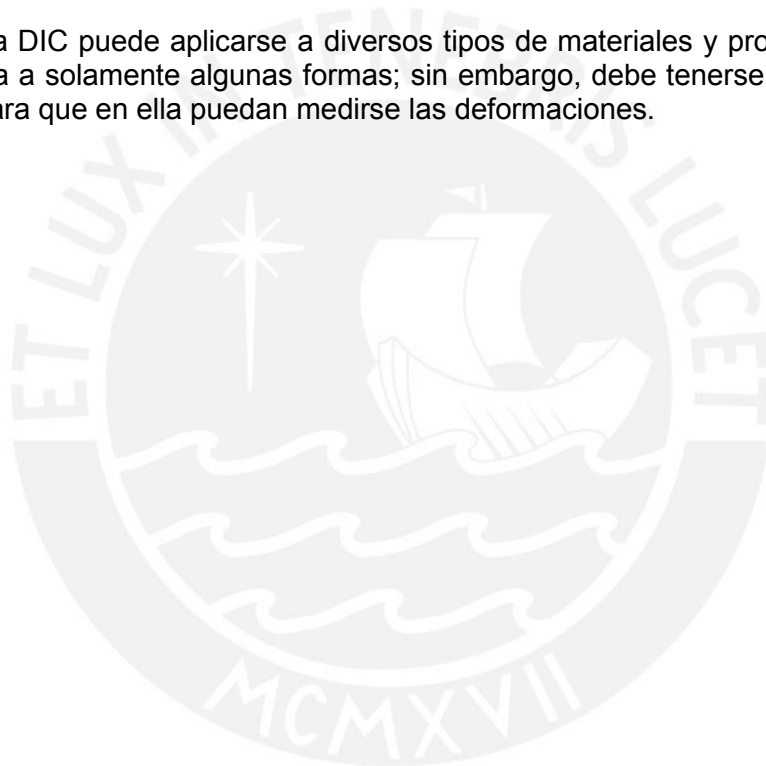 a DIC puede aplicarse a diversos tipos de materiales y pro
a a solamente algunas formas; sin embargo, debe tenerse
ara que en ella puedan medirse las deformaciones.
ET LUX IN TENEBRIS LUCET
MCMXVII